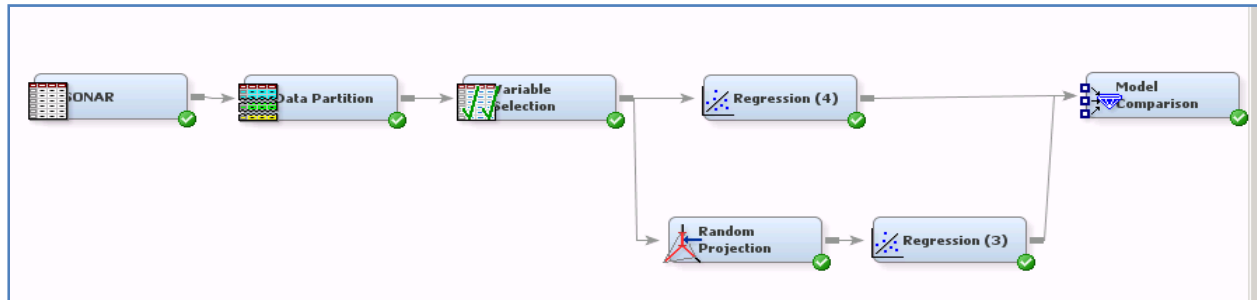 SONAR
Data Partition
Variable
Selection
Regression (4)
Model
Comparison
Random
Projection
Regression (3)